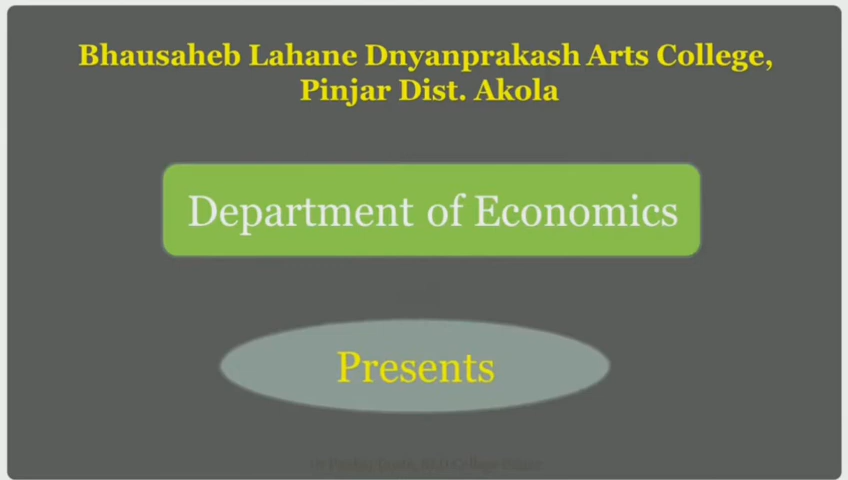 Bhausaheb Lahane Dnyanprakash Arts College,
Pinjar Dist. Akola
Department of Economics
Presents